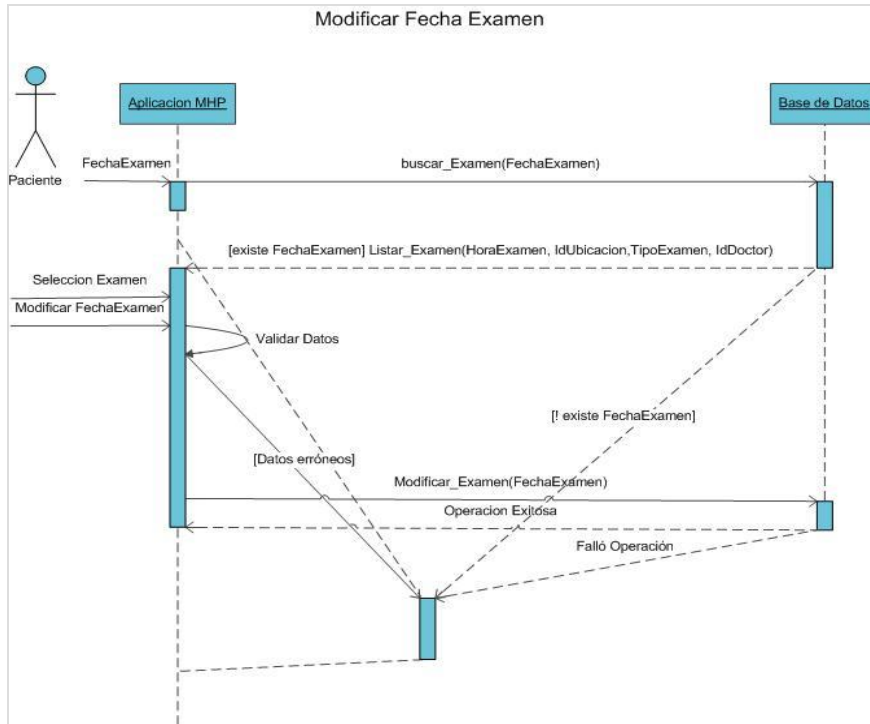 Modificar Fecha Examen
Aplicacion MHP
Base de Datos
FechaExamen
buscar_Examen(FechaExamen)
Paciente
[existe FechaExamen] Listar_Examen(HoraExamen, IdUbicacion,TipoExamen, IdDoctor)
Seleccion Examen
Modificar FechaExamen
Validar Datos
[! existe FechaExamen]
[Datos erróneos]
Modificar_Examen(FechaExamen)
Operacion Exitosa
Falló Operación